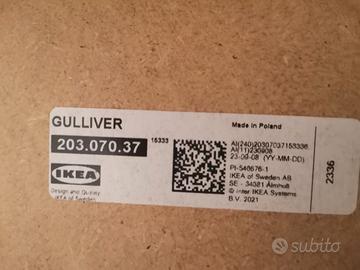 GULLIVER
203.070.37
15333
IKEA
Design and Quality
IKEA of Sweden
Made in Poland
AI(240)20307037153336
AI(11)230908
23-09-08 (YY-MM-DD)
PI-546676-1
IKEA of Sweden AB
SE - 34381 Älmhult
© Inter IKEA Systems
B.V. 2021
2336
subito